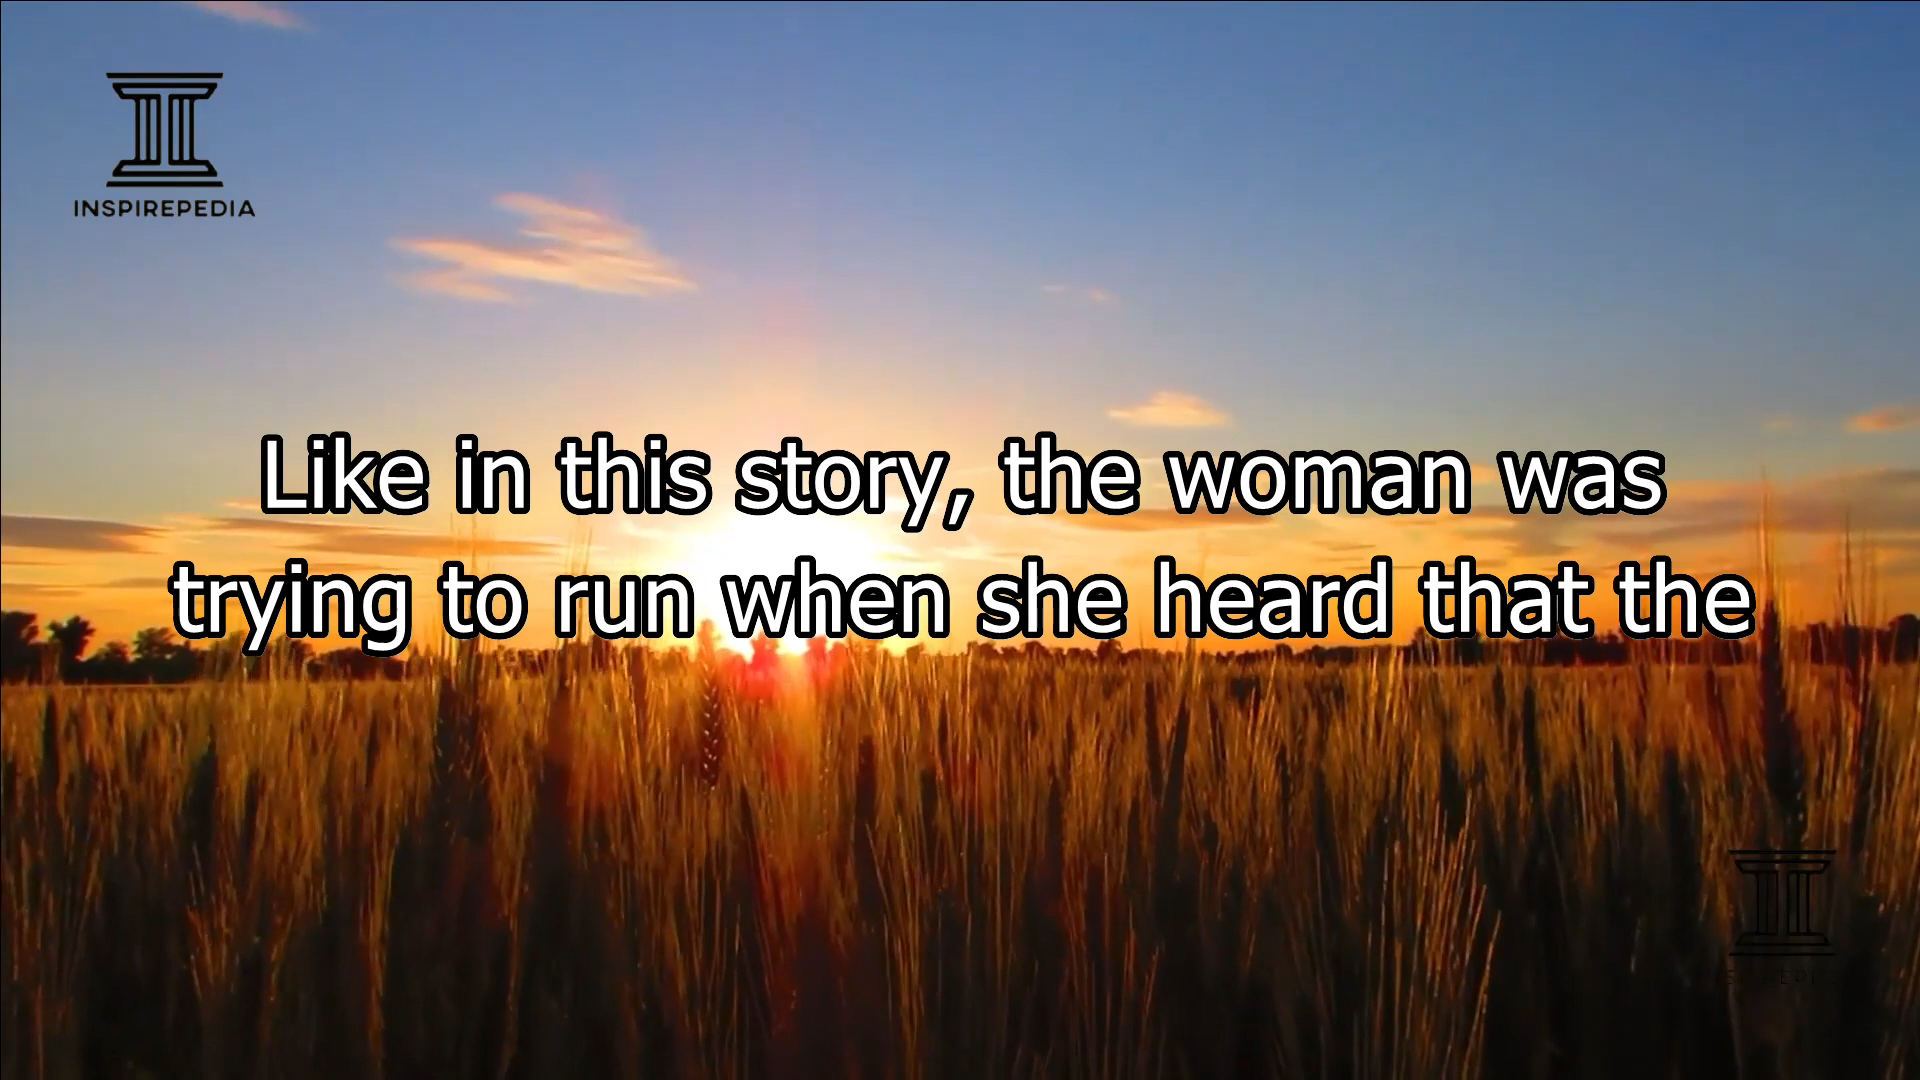 INSPIREPEDIA
Like in this story, the woman was
trying to run when she heard that the